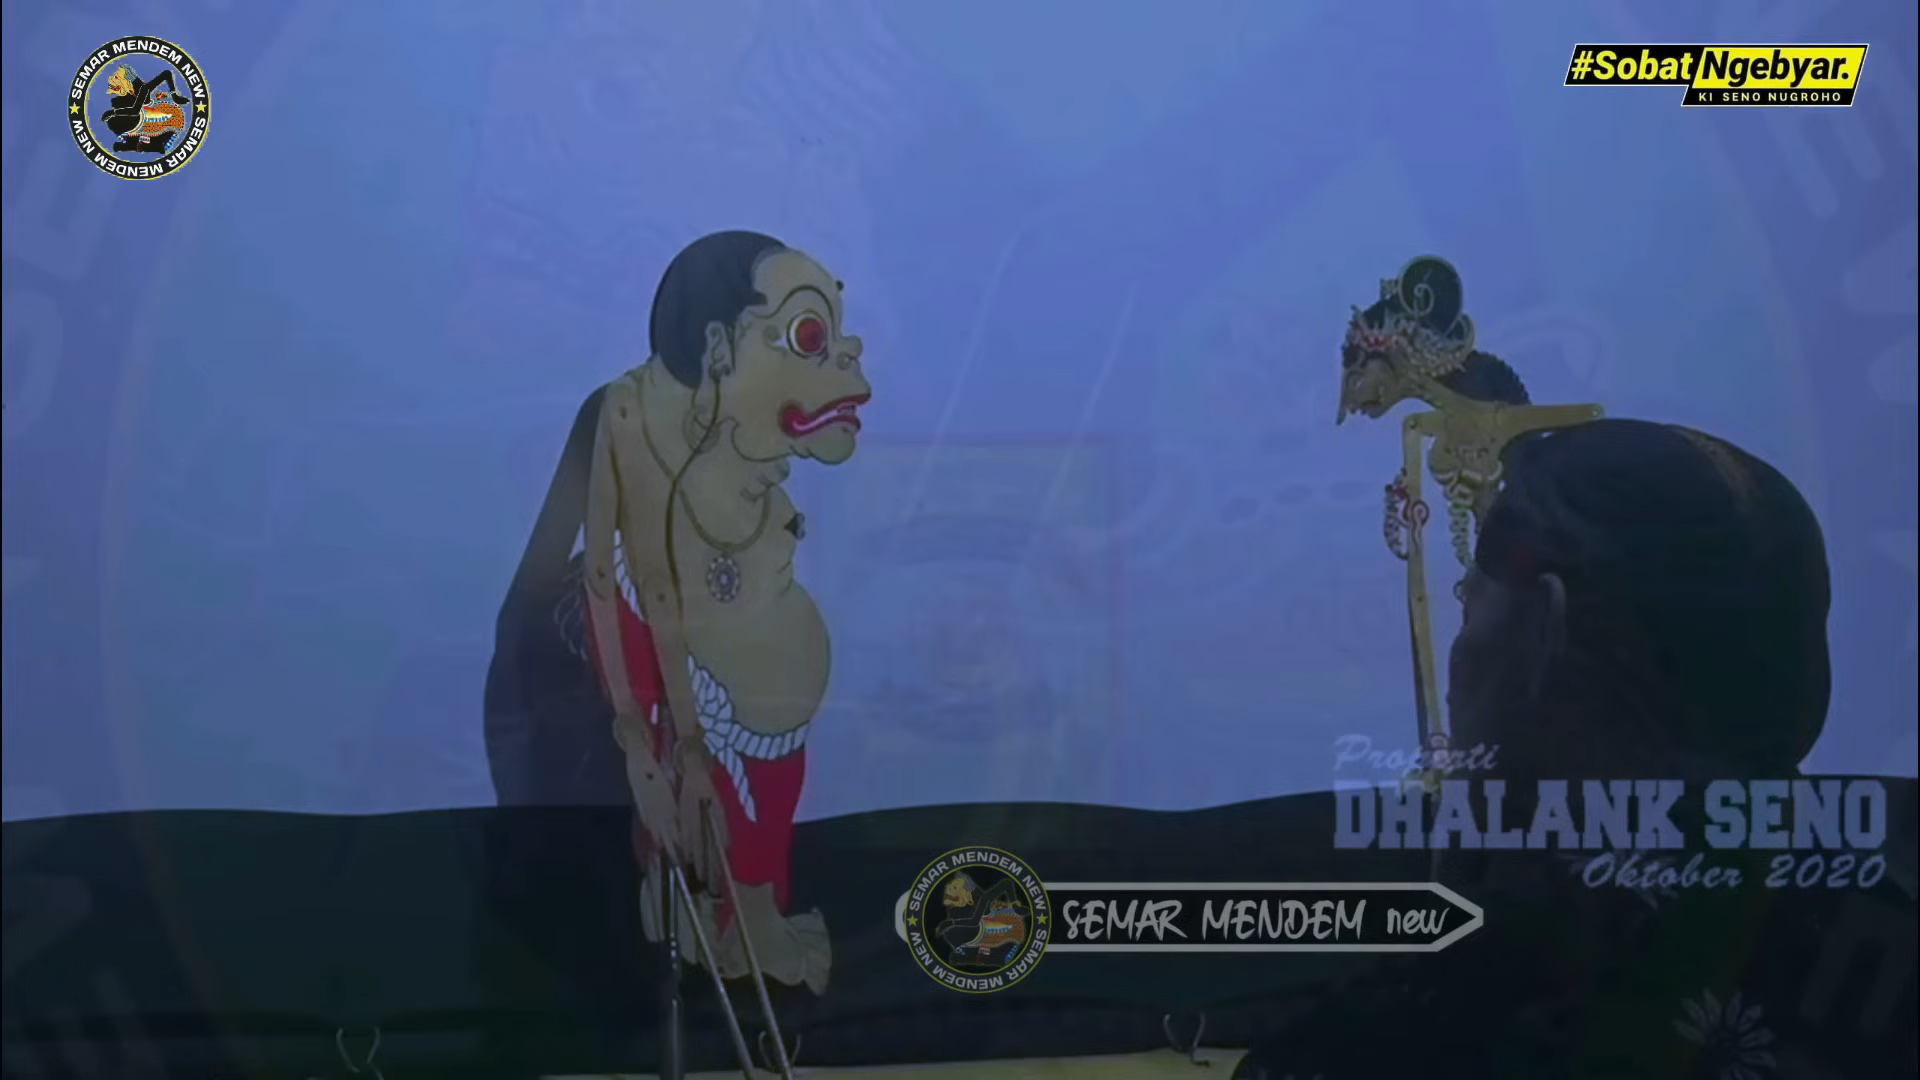 SEMAR MENDEM NEW
SEMAR MENDEM NEW
#SobatNgebyar.
KI SENO NUGROHO
Properti
DHALANK SENO
Oktober 2020
SEMAR MENDEM NEW
SEMAR MENDEM NEW
SEMAR MENDEM new